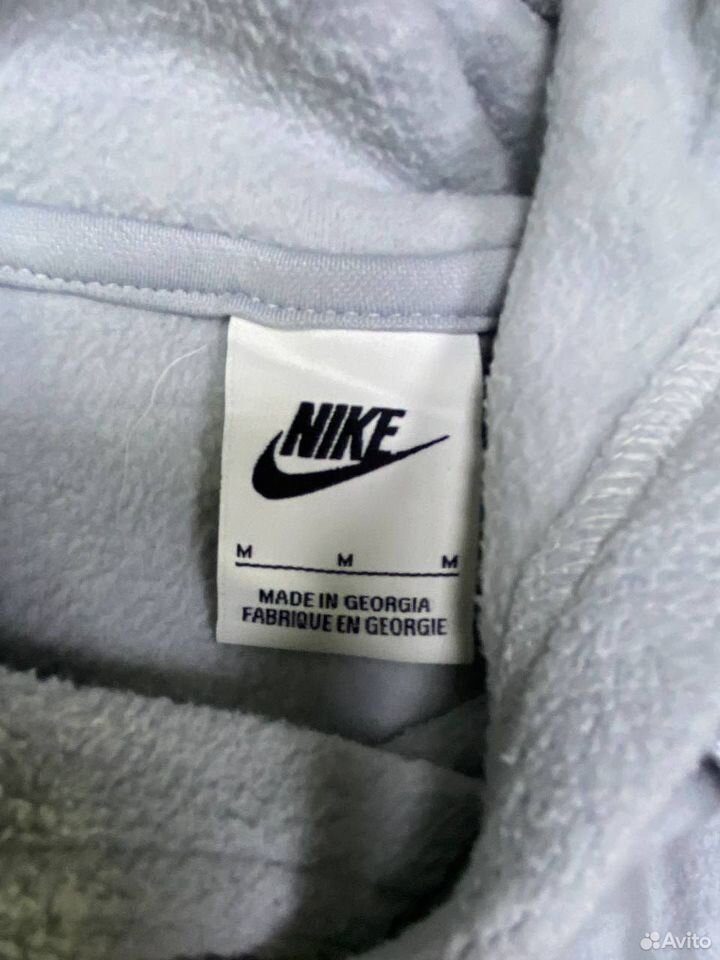 NIKE
M M M
MADE IN GEORGIA
FABRIQUE EN GEORGIE
Avito